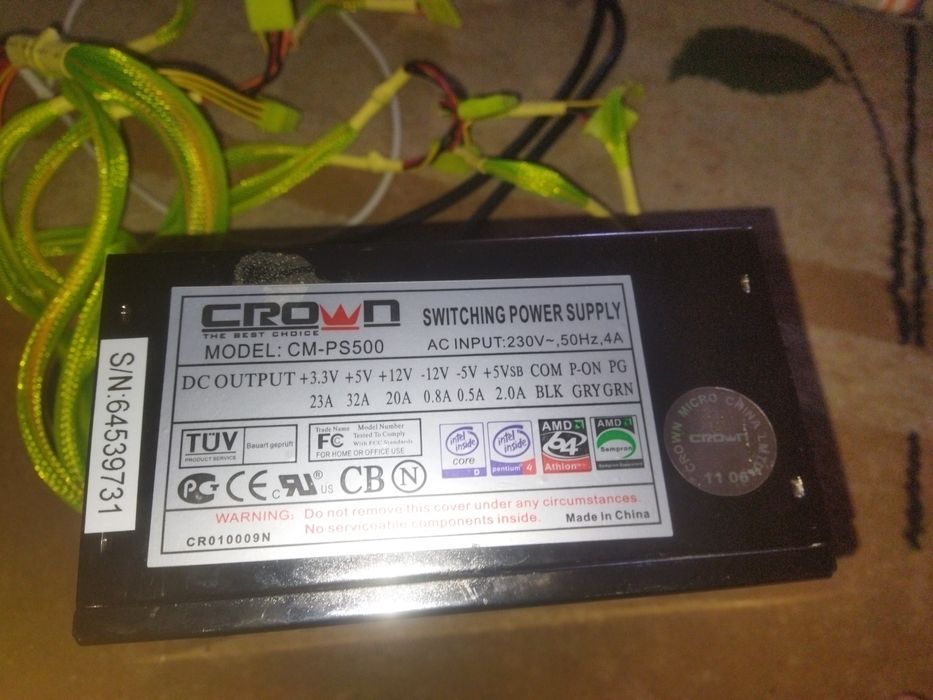 CROWN
THE BEST CHOICE
SWITCHING POWER SUPPLY
MODEL: CM-PS500
AC INPUT:230V~,50Hz,4A
DC OUTPUT +3.3V +5V +12V -12V -5V +5VSB COM P-ON PG
23A 32A 20A 0.8A 0.5A 2.0A BLK GRY GRN
TÜV
PRODUCT SERVICE
Bauart geprüft
Trade Name Model Number
FC Tested To Comply
With FCC Standards
FOR HOME OR OFFICE USE
intel inside
core
D
intel inside
pentium 4
AMD
64
Athlon
AMD
Sempron
PG CE c RU ® US CB N
WARNING: Do not remove this cover under any circumstances.
No serviceable components inside.
Made in China
CR010009N
S/N:64539731
CROWN MICRO CHINA
CROWN
11 06